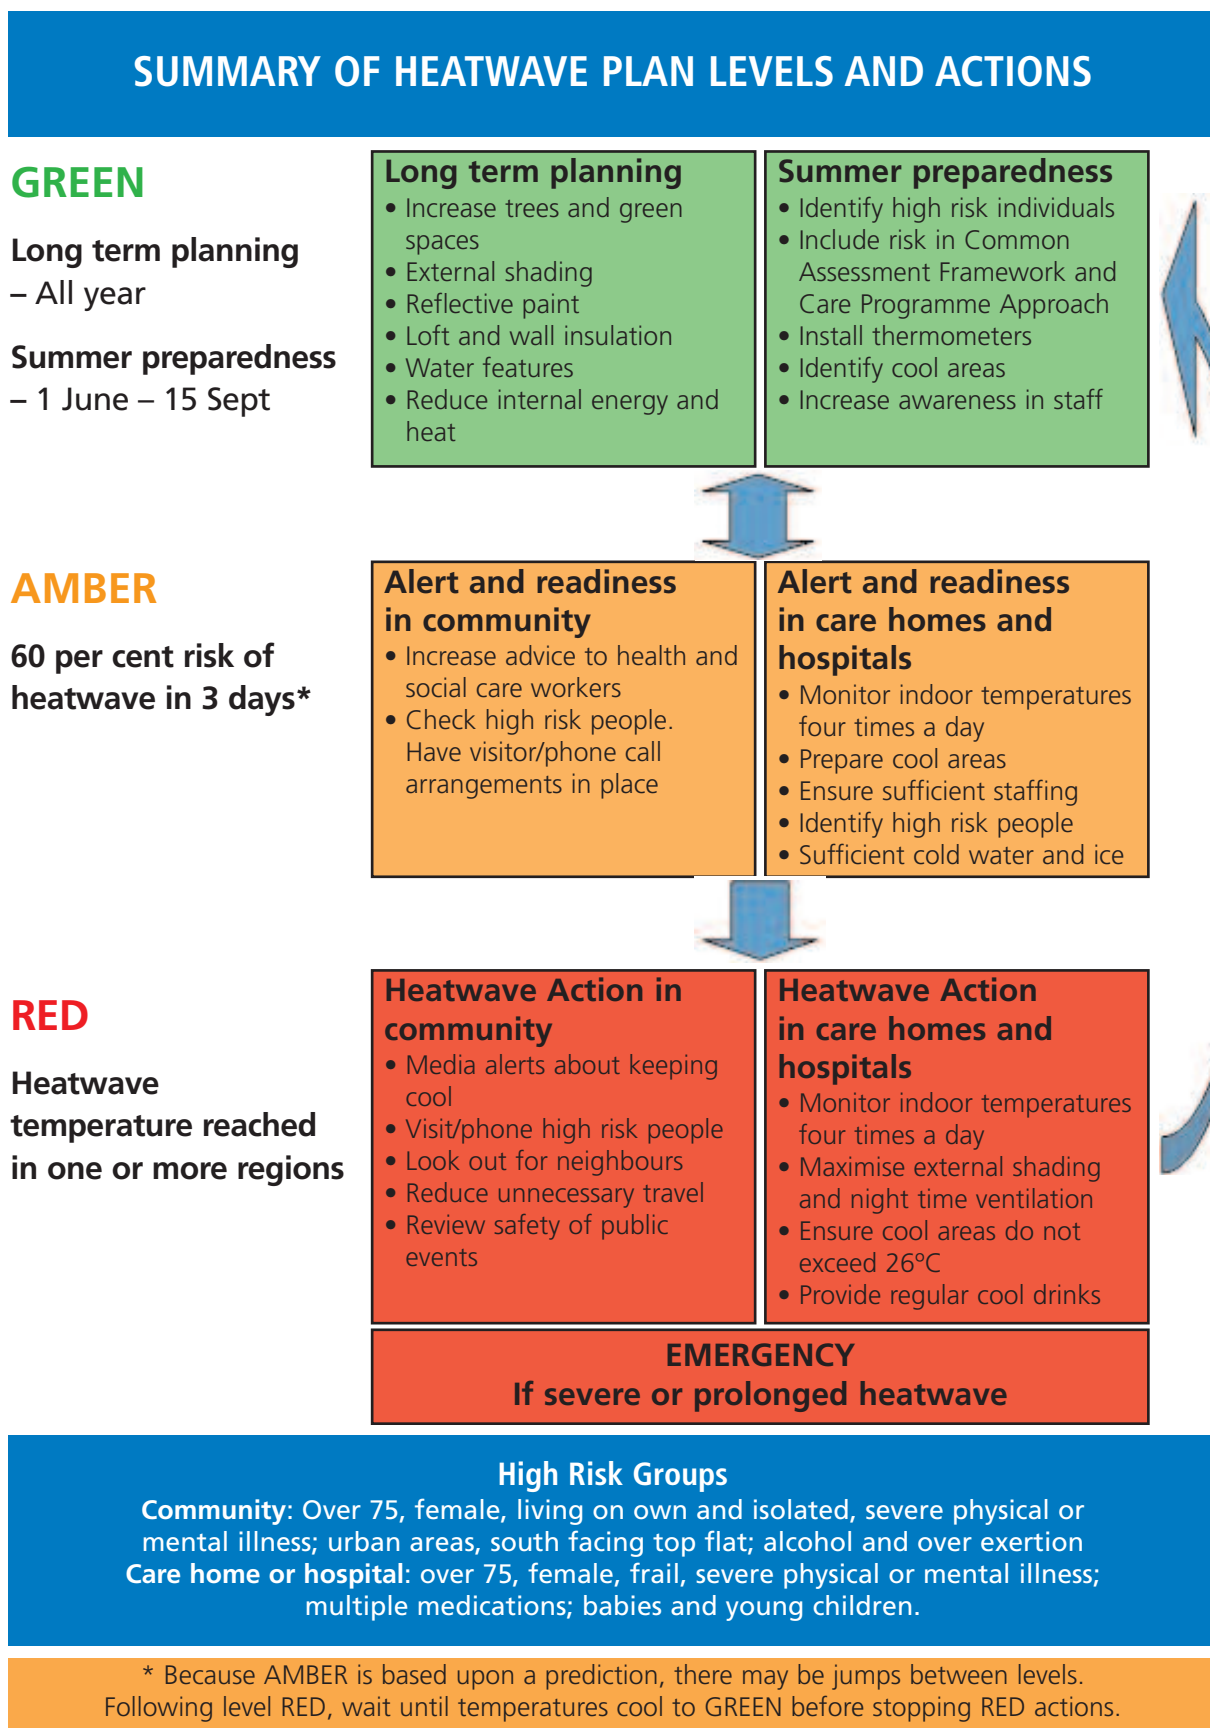 SUMMARY OF HEATWAVE PLAN LEVELS AND ACTIONS
GREEN
Long term planning
– All year
Summer preparedness
– 1 June – 15 Sept
Long term planning
• Increase trees and green
spaces
• External shading
• Reflective paint
• Loft and wall insulation
• Water features
• Reduce internal energy and
heat
Summer preparedness
• Identify high risk individuals
• Include risk in Common
Assessment Framework and
Care Programme Approach
• Install thermometers
• Identify cool areas
• Increase awareness in staff
AMBER
60 per cent risk of
heatwave in 3 days*
Alert and readiness
in community
• Increase advice to health and
social care workers
• Check high risk people.
Have visitor/phone call
arrangements in place
Alert and readiness
in care homes and
hospitals
• Monitor indoor temperatures
four times a day
• Prepare cool areas
• Ensure sufficient staffing
• Identify high risk people
• Sufficient cold water and ice
RED
Heatwave
temperature reached
in one or more regions
Heatwave Action in
community
• Media alerts about keeping
cool
• Visit/phone high risk people
• Look out for neighbours
• Reduce unnecessary travel
• Review safety of public
events
Heatwave Action
in care homes and
hospitals
• Monitor indoor temperatures
four times a day
• Maximise external shading
and night time ventilation
• Ensure cool areas do not
exceed 26ºC
• Provide regular cool drinks
EMERGENCY
If severe or prolonged heatwave
High Risk Groups
Community: Over 75, female, living on own and isolated, severe physical or
mental illness; urban areas, south facing top flat; alcohol and over exertion
Care home or hospital: over 75, female, frail, severe physical or mental illness;
multiple medications; babies and young children.
* Because AMBER is based upon a prediction, there may be jumps between levels.
Following level RED, wait until temperatures cool to GREEN before stopping RED actions.